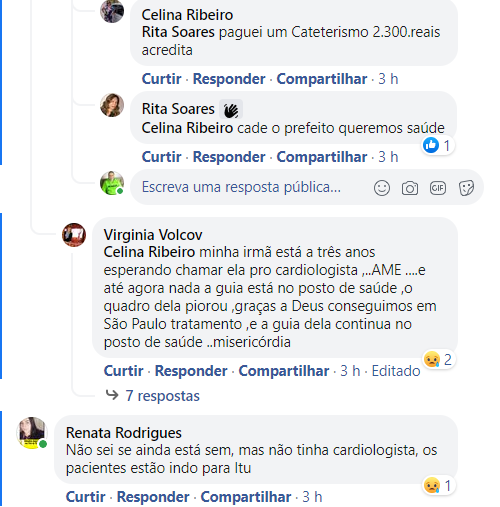 Celina Ribeiro
Rita Soares paguei um Cateterismo 2.300.reais
acredita
Curtir · Responder · Compartilhar · 3 h
Rita Soares
Celina Ribeiro cade o prefeito queremos saúde
1
Curtir · Responder · Compartilhar · 3 h
Escreva uma resposta pública...
GIF
Virginia Volcov
Celina Ribeiro minha irmã está a três anos
esperando chamar ela pro cardiologista ,..AME ....e
até agora nada a guia está no posto de saúde ,o
quadro dela piorou ,graças a Deus conseguimos em
São Paulo tratamento ,e a guia dela continua no
posto de saúde ..misericórdia
2
Curtir · Responder · Compartilhar · 3 h · Editado
7 respostas
Renata Rodrigues
Não sei se ainda está sem, mas não tinha cardiologista, os
pacientes estão indo para Itu
1
Curtir · Responder · Compartilhar · 3 h